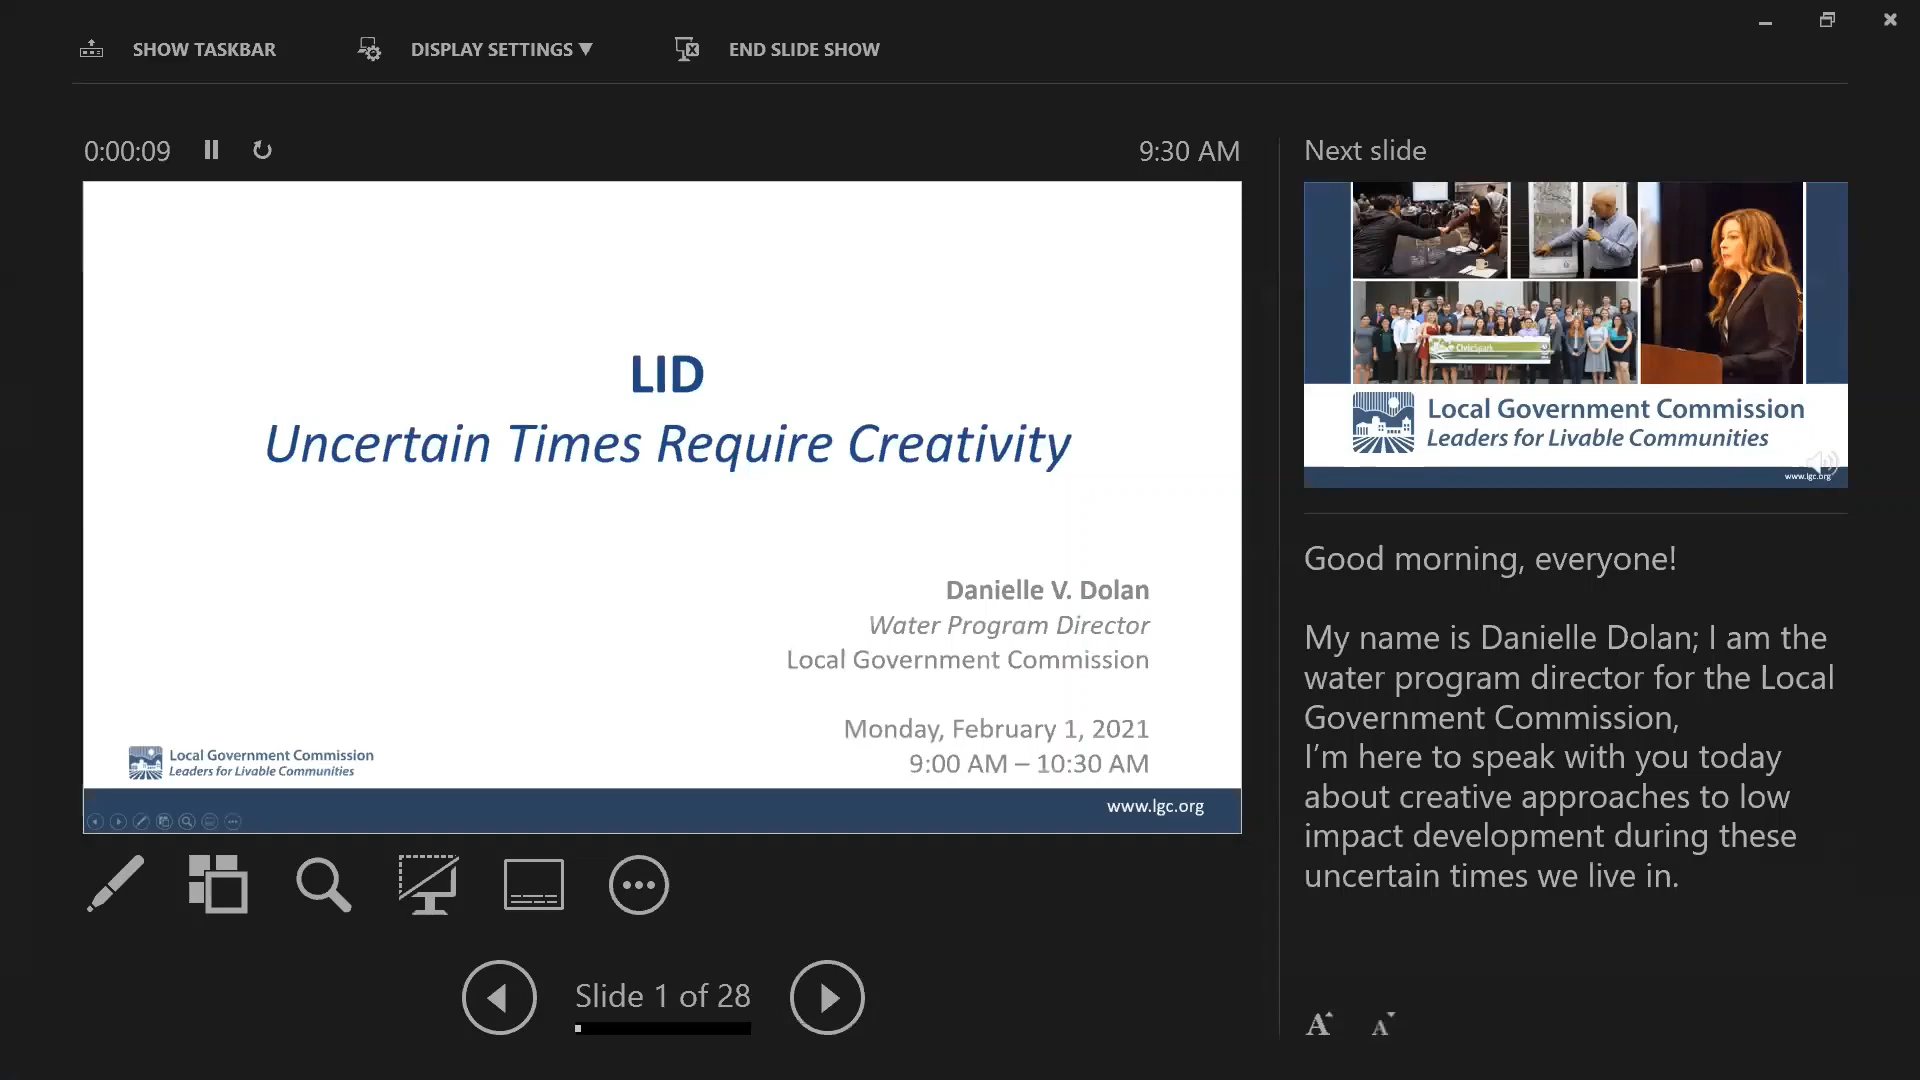 SHOW TASKBAR
DISPLAY SETTINGS ▼
END SLIDE SHOW
0:00:09
9:30 AM
LID
Uncertain Times Require Creativity
Danielle V. Dolan
Water Program Director
Local Government Commission
Monday, February 1, 2021
9:00 AM – 10:30 AM
Local Government Commission
Leaders for Livable Communities
www.lgc.org
Slide 1 of 28
Next slide
CivicSpark
Local Government Commission
Leaders for Livable Communities
www.lgc.org
Good morning, everyone!
My name is Danielle Dolan; I am the
water program director for the Local
Government Commission,
I’m here to speak with you today
about creative approaches to low
impact development during these
uncertain times we live in.
A A